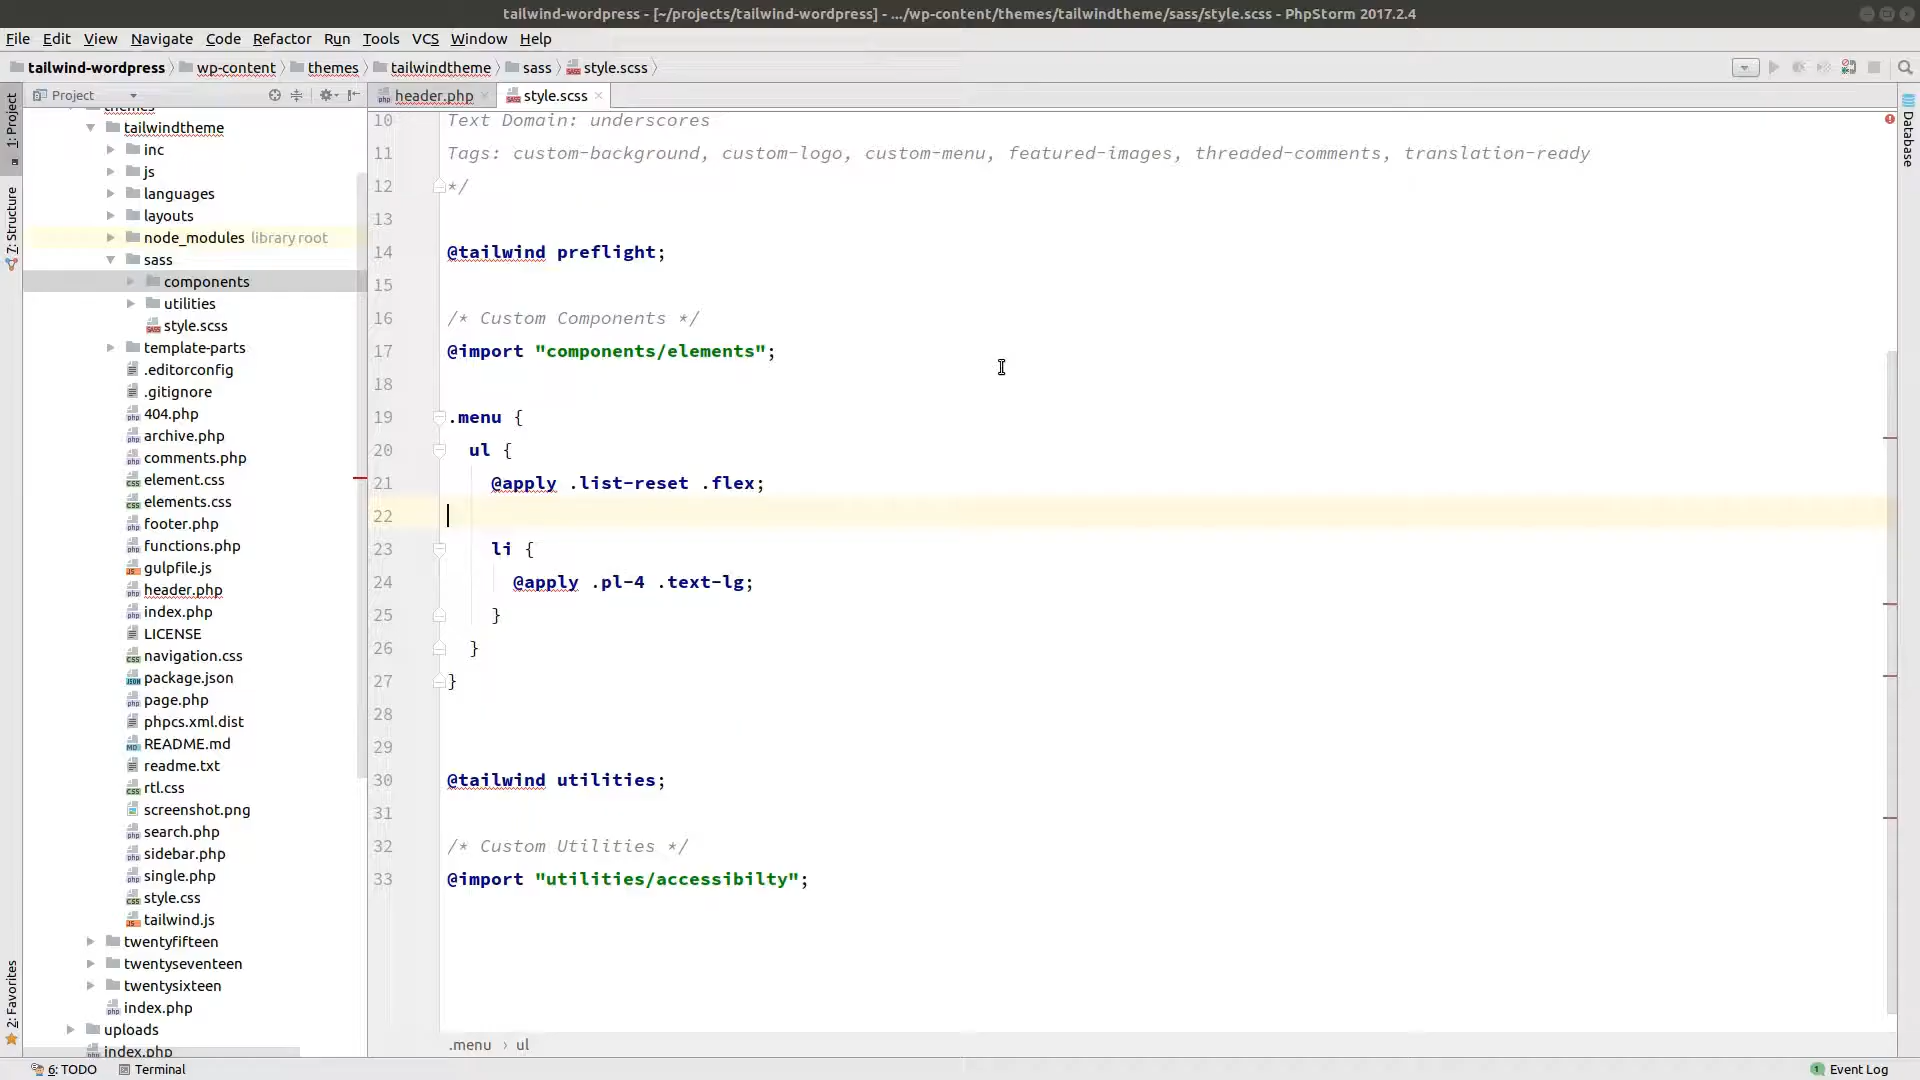 tailwind-wordpress - [~/projects/tailwind-wordpress] - .../wp-content/themes/tailwindtheme/sass/style.scss - PhpStorm 2017.2.4
File Edit View Navigate Code Refactor Run Tools VCS Window Help
tailwind-wordpress wp-content themes tailwindtheme sass style.scss
Project
header.php style.scss
1: Project
7: Structure
2: Favorites
themes
tailwindtheme
inc
js
languages
layouts
node_modules library root
sass
components
utilities
style.scss
template-parts
.editorconfig
.gitignore
404.php
archive.php
comments.php
element.css
elements.css
footer.php
functions.php
gulpfile.js
header.php
index.php
LICENSE
navigation.css
package.json
page.php
phpcs.xml.dist
README.md
readme.txt
rtl.css
screenshot.png
search.php
sidebar.php
single.php
style.css
tailwind.js
twentyfifteen
twentyseventeen
twentysixteen
index.php
uploads
index.php
10 Text Domain: underscores
11 Tags: custom-background, custom-logo, custom-menu, featured-images, threaded-comments, translation-ready
12 */
13
14 @tailwind preflight;
15
16 /* Custom Components */
17 @import "components/elements";
18
19 .menu {
20 ul {
21 @apply .list-reset .flex;
22
23 li {
24 @apply .pl-4 .text-lg;
25 }
26 }
27 }
28
29
30 @tailwind utilities;
31
32 /* Custom Utilities */
33 @import "utilities/accessibilty";
.menu › ul
Database
6: TODO Terminal
1 Event Log